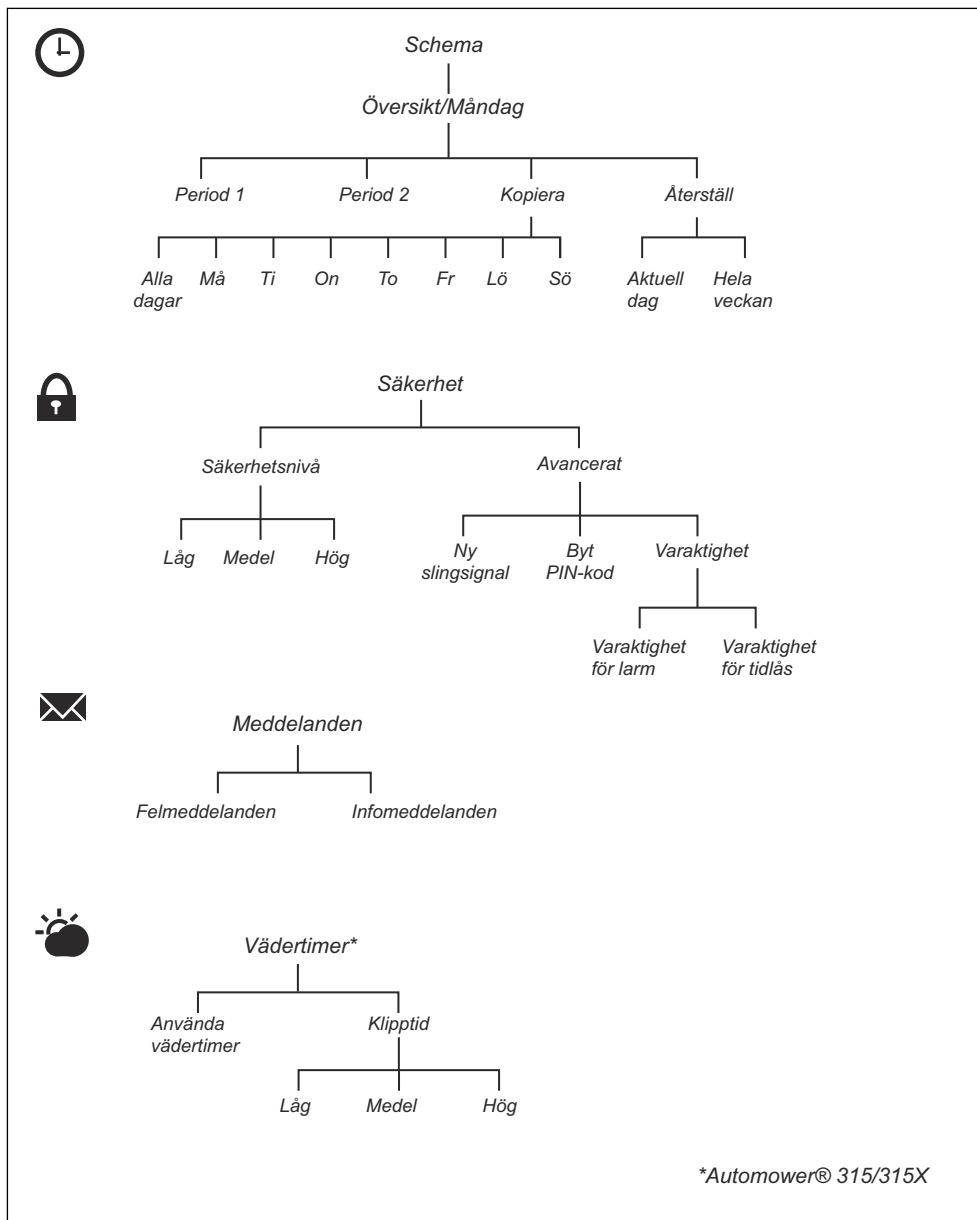 Schema
Översikt/Måndag
Period 1 Period 2 Kopiera Återställ
Alla dagar Må Ti On To Fr Lö Sö Aktuell dag Hela veckan
Säkerhet
Säkerhetsnivå Avancerat
Låg Medel Hög
Ny slingsignal Byt PIN-kod Varaktighet
Varaktighet för larm Varaktighet för tidlås
Meddelanden
Felmeddelanden Infomeddelanden
Vädertimer*
Använda vädertimer Klipptid
Låg Medel Hög
*Automower® 315/315X